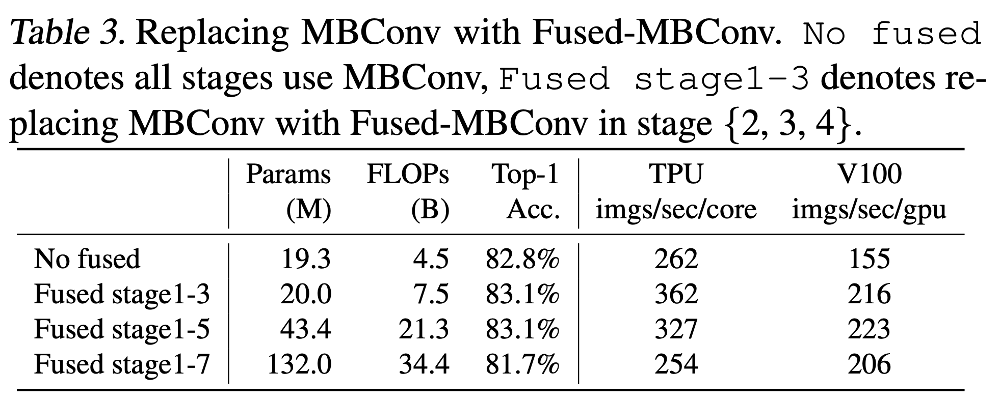 Table 3. Replacing MBConv with Fused-MBConv. No fused
denotes all stages use MBConv, Fused stage1-3 denotes re-
placing MBConv with Fused-MBConv in stage {2, 3, 4}.
Params FLOPs Top-1 TPU V100
(M) (B) Acc. imgs/sec/core imgs/sec/gpu
No fused 19.3 4.5 82.8% 262 155
Fused stage1-3 20.0 7.5 83.1% 362 216
Fused stage1-5 43.4 21.3 83.1% 327 223
Fused stage1-7 132.0 34.4 81.7% 254 206